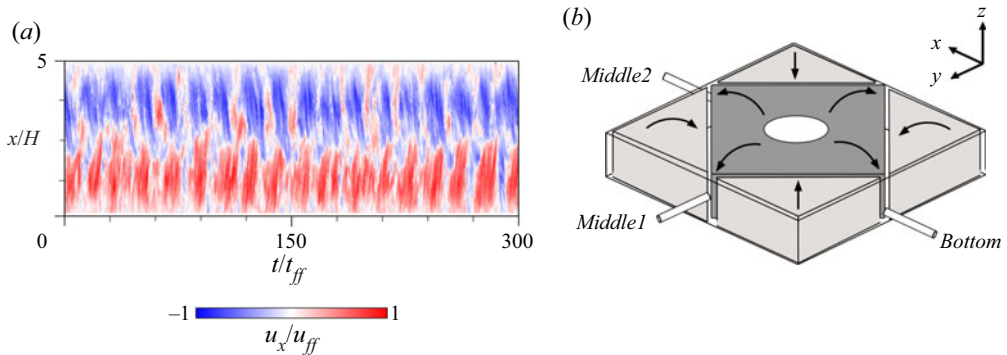 (a)
5
x/H
0
150
300
t/t_ff
–1
1
u_x/u_ff
(b)
z
x
y
Middle2
Middle1
Bottom